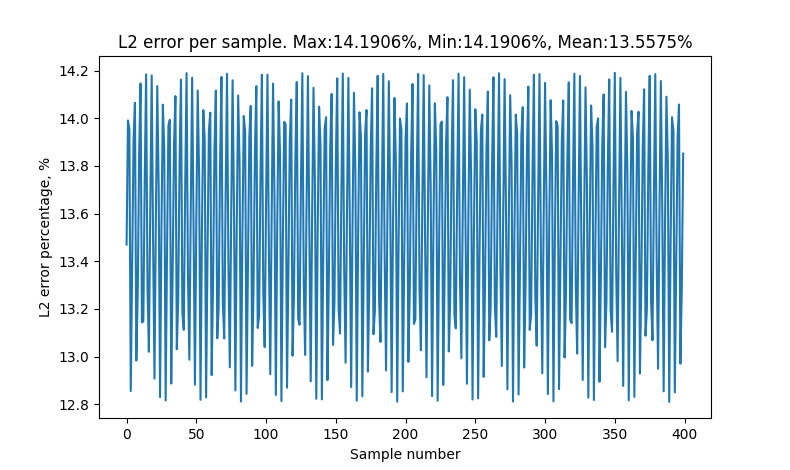 L2 error per sample. Max:14.1906%, Min:14.1906%, Mean:13.5575%
14.2
14.0
13.8
13.6
13.4
13.2
13.0
12.8
L2 error percentage, %
0 50 100 150 200 250 300 350 400
Sample number